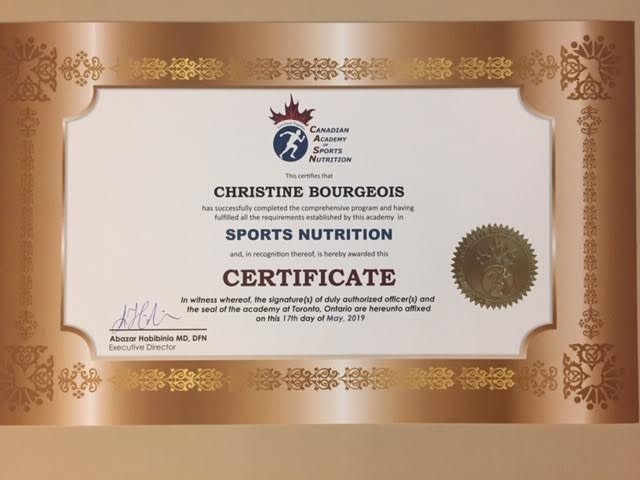 CANADIAN
ACADEMY
OF
SPORTS
NUTRITION
This certifies that
CHRISTINE BOURGEOIS
has successfully completed the comprehensive program and having
fulfilled all the requirements established by this academy in
SPORTS NUTRITION
and, in recognition thereof, is hereby awarded this
CERTIFICATE
In witness whereof, the signature(s) of duly authorized officer(s) and
the seal of the academy at Toronto, Ontario are hereunto affixed
on this 17th day of May, 2019
Abazar Habibinia MD, DFN
Executive Director